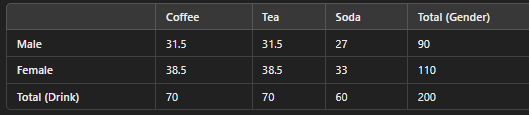 Coffee Tea Soda Total (Gender)
Male 31.5 31.5 27 90
Female 38.5 38.5 33 110
Total (Drink) 70 70 60 200